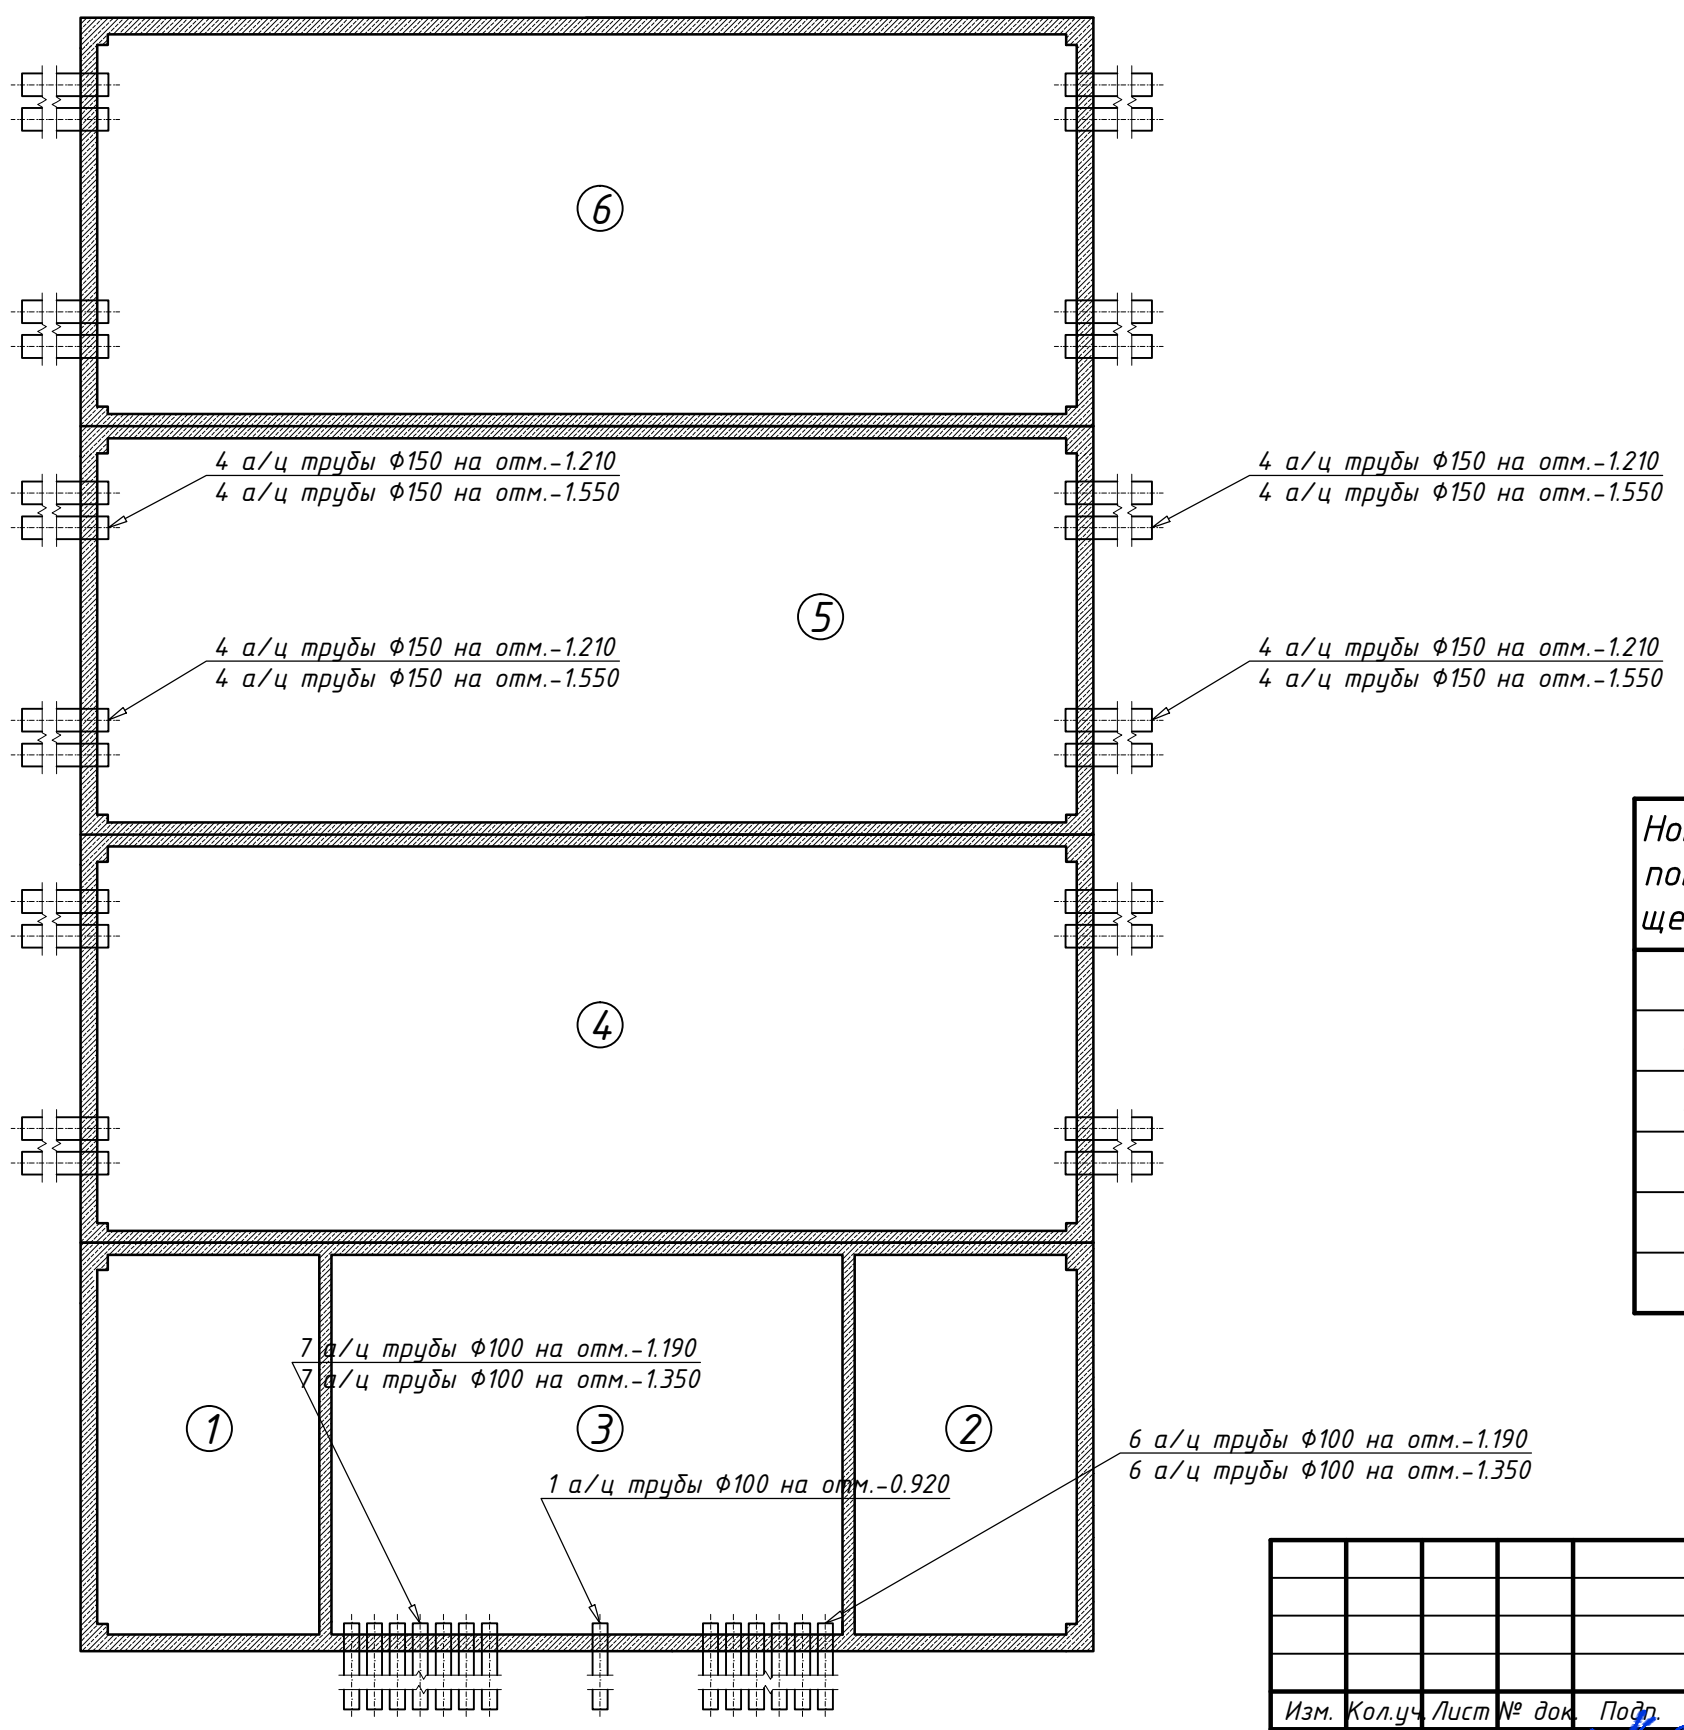 6
4 а/ц трубы Ф150 на отм.-1.210
4 а/ц трубы Ф150 на отм.-1.550
4 а/ц трубы Ф150 на отм.-1.210
4 а/ц трубы Ф150 на отм.-1.550
5
4 а/ц трубы Ф150 на отм.-1.210
4 а/ц трубы Ф150 на отм.-1.550
4 а/ц трубы Ф150 на отм.-1.210
4 а/ц трубы Ф150 на отм.-1.550
4
7 а/ц трубы Ф100 на отм.-1.190
7 а/ц трубы Ф100 на отм.-1.350
1
3
2
6 а/ц трубы Ф100 на отм.-1.190
6 а/ц трубы Ф100 на отм.-1.350
1 а/ц трубы Ф100 на отм.-0.920
Изм. Кол.уч. Лист № док. Подп.